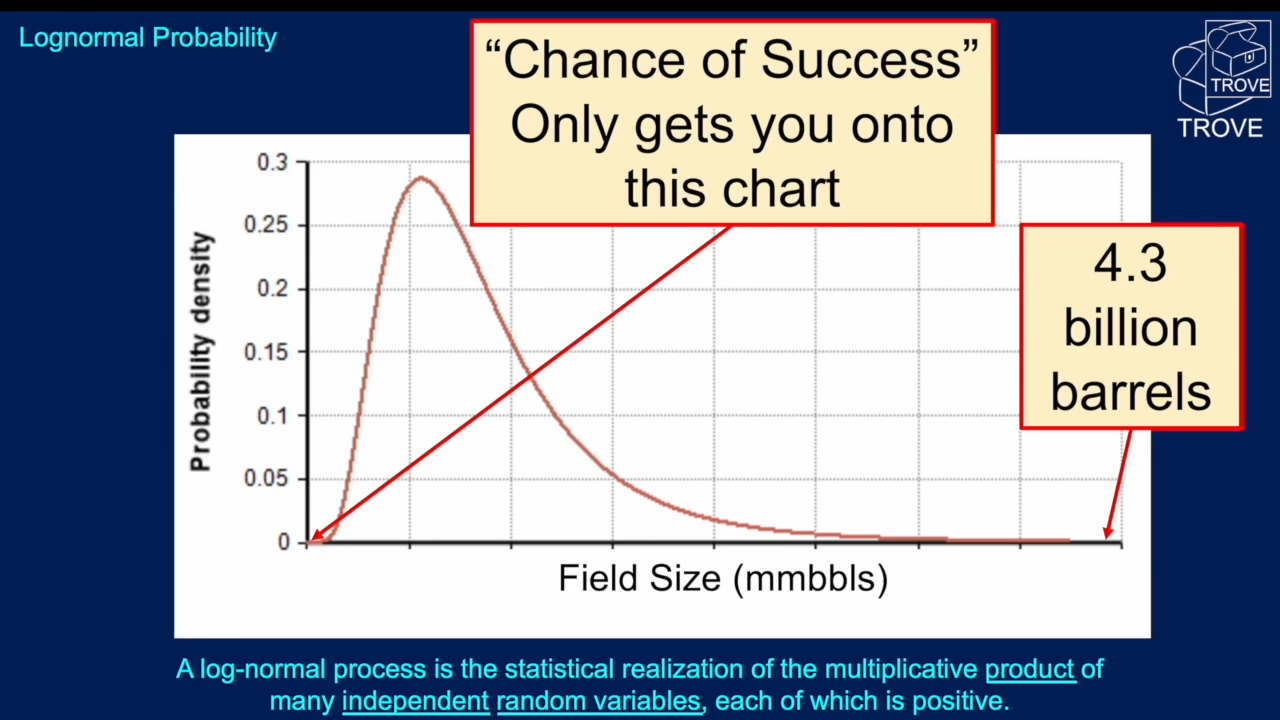 Lognormal Probability
“Chance of Success”
Only gets you onto
this chart
TROVE
TROVE
4.3
billion
barrels
Probability density
0.3
0.25
0.2
0.15
0.1
0.05
0
Field Size (mmbbls)
A log-normal process is the statistical realization of the multiplicative product of
many independent random variables, each of which is positive.